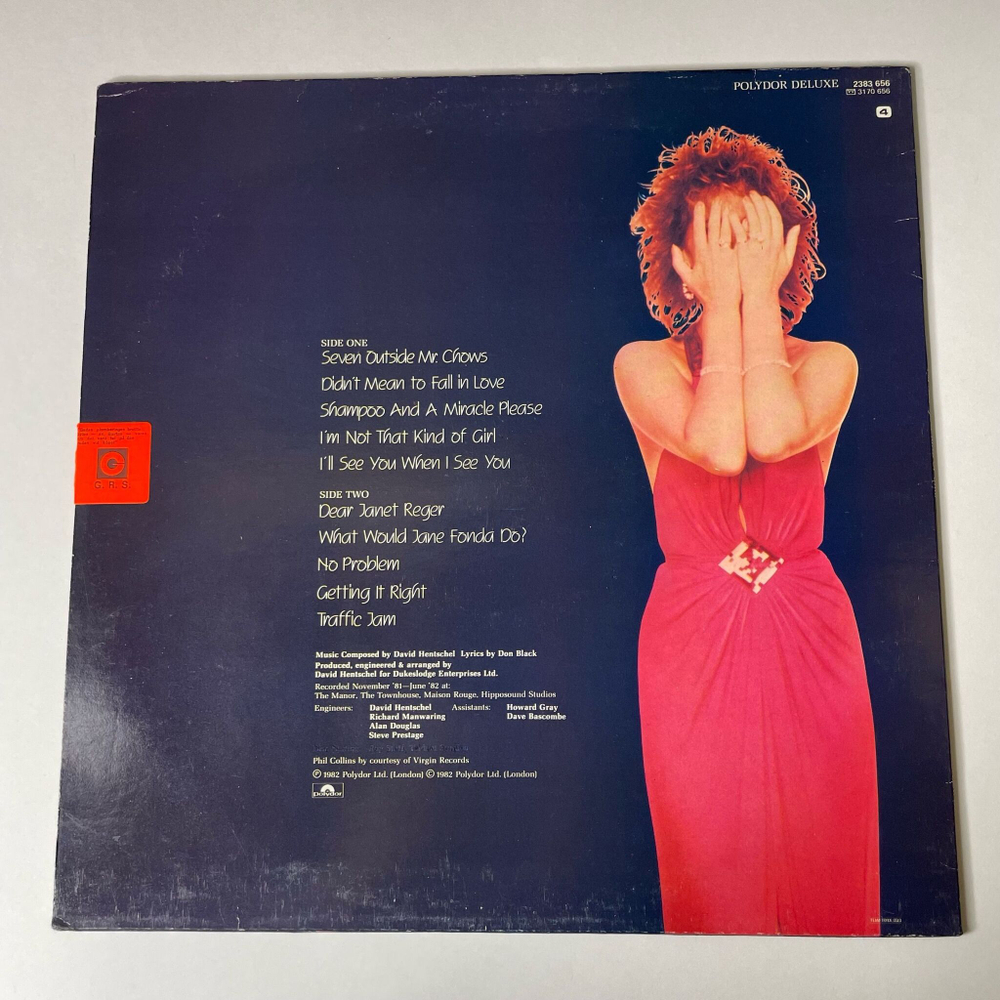 POLYDOR DELUXE 2383 656
3170 656
4
SIDE ONE
Seven Outside Mr. Chows
Didn't Mean to Fall in Love
Shampoo And A Miracle Please
I'm Not That Kind of Girl
I'll See You When I See You
SIDE TWO
Dear Janet Reger
What Would Jane Fonda Do?
No Problem
Getting It Right
Traffic Jam
Music Composed by David Hentschel Lyrics by Don Black
Produced, engineered & arranged by
David Hentschel for Dukeslodge Enterprises Ltd.
Recorded November '81—June '82 at:
The Manor, The Townhouse, Maison Rouge, Hipposound Studios
Engineers: David Hentschel Assistants: Howard Gray
Richard Manwaring Dave Bascombe
Alan Douglas
Steve Prestage
Phil Collins by courtesy of Virgin Records
℗ 1982 Polydor Ltd. (London) © 1982 Polydor Ltd. (London)
polydor
G.R.S.